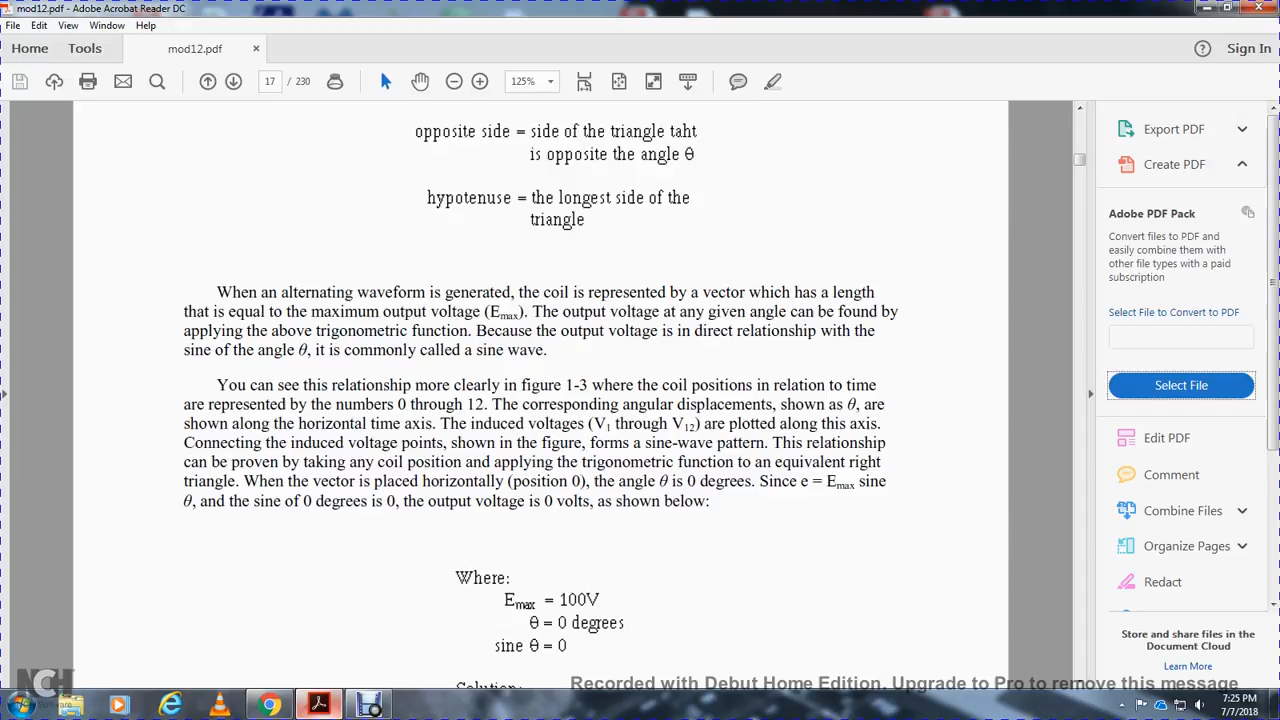 mod12.pdf - Adobe Acrobat Reader DC
File Edit View Window Help
Home Tools mod12.pdf × Sign In
17 / 230 125%
opposite side = side of the triangle taht
is opposite the angle θ
hypotenuse = the longest side of the
triangle
When an alternating waveform is generated, the coil is represented by a vector which has a length
that is equal to the maximum output voltage (Emax). The output voltage at any given angle can be found by
applying the above trigonometric function. Because the output voltage is in direct relationship with the
sine of the angle θ, it is commonly called a sine wave.
You can see this relationship more clearly in figure 1-3 where the coil positions in relation to time
are represented by the numbers 0 through 12. The corresponding angular displacements, shown as θ, are
shown along the horizontal time axis. The induced voltages (V1 through V12) are plotted along this axis.
Connecting the induced voltage points, shown in the figure, forms a sine-wave pattern. This relationship
can be proven by taking any coil position and applying the trigonometric function to an equivalent right
triangle. When the vector is placed horizontally (position 0), the angle θ is 0 degrees. Since e = Emax sine
θ, and the sine of 0 degrees is 0, the output voltage is 0 volts, as shown below:
Where:
Emax = 100V
θ = 0 degrees
sine θ = 0
Solution:
Export PDF
Create PDF
Adobe PDF Pack
Convert files to PDF and
easily combine them with
other file types with a paid
subscription
Select File to Convert to PDF
Select File
Edit PDF
Comment
Combine Files
Organize Pages
Redact
Store and share files in the
Document Cloud
Learn More
NCH
Recorded with Debut Home Edition. Upgrade to Pro to remove this message
7:25 PM
7/7/2018